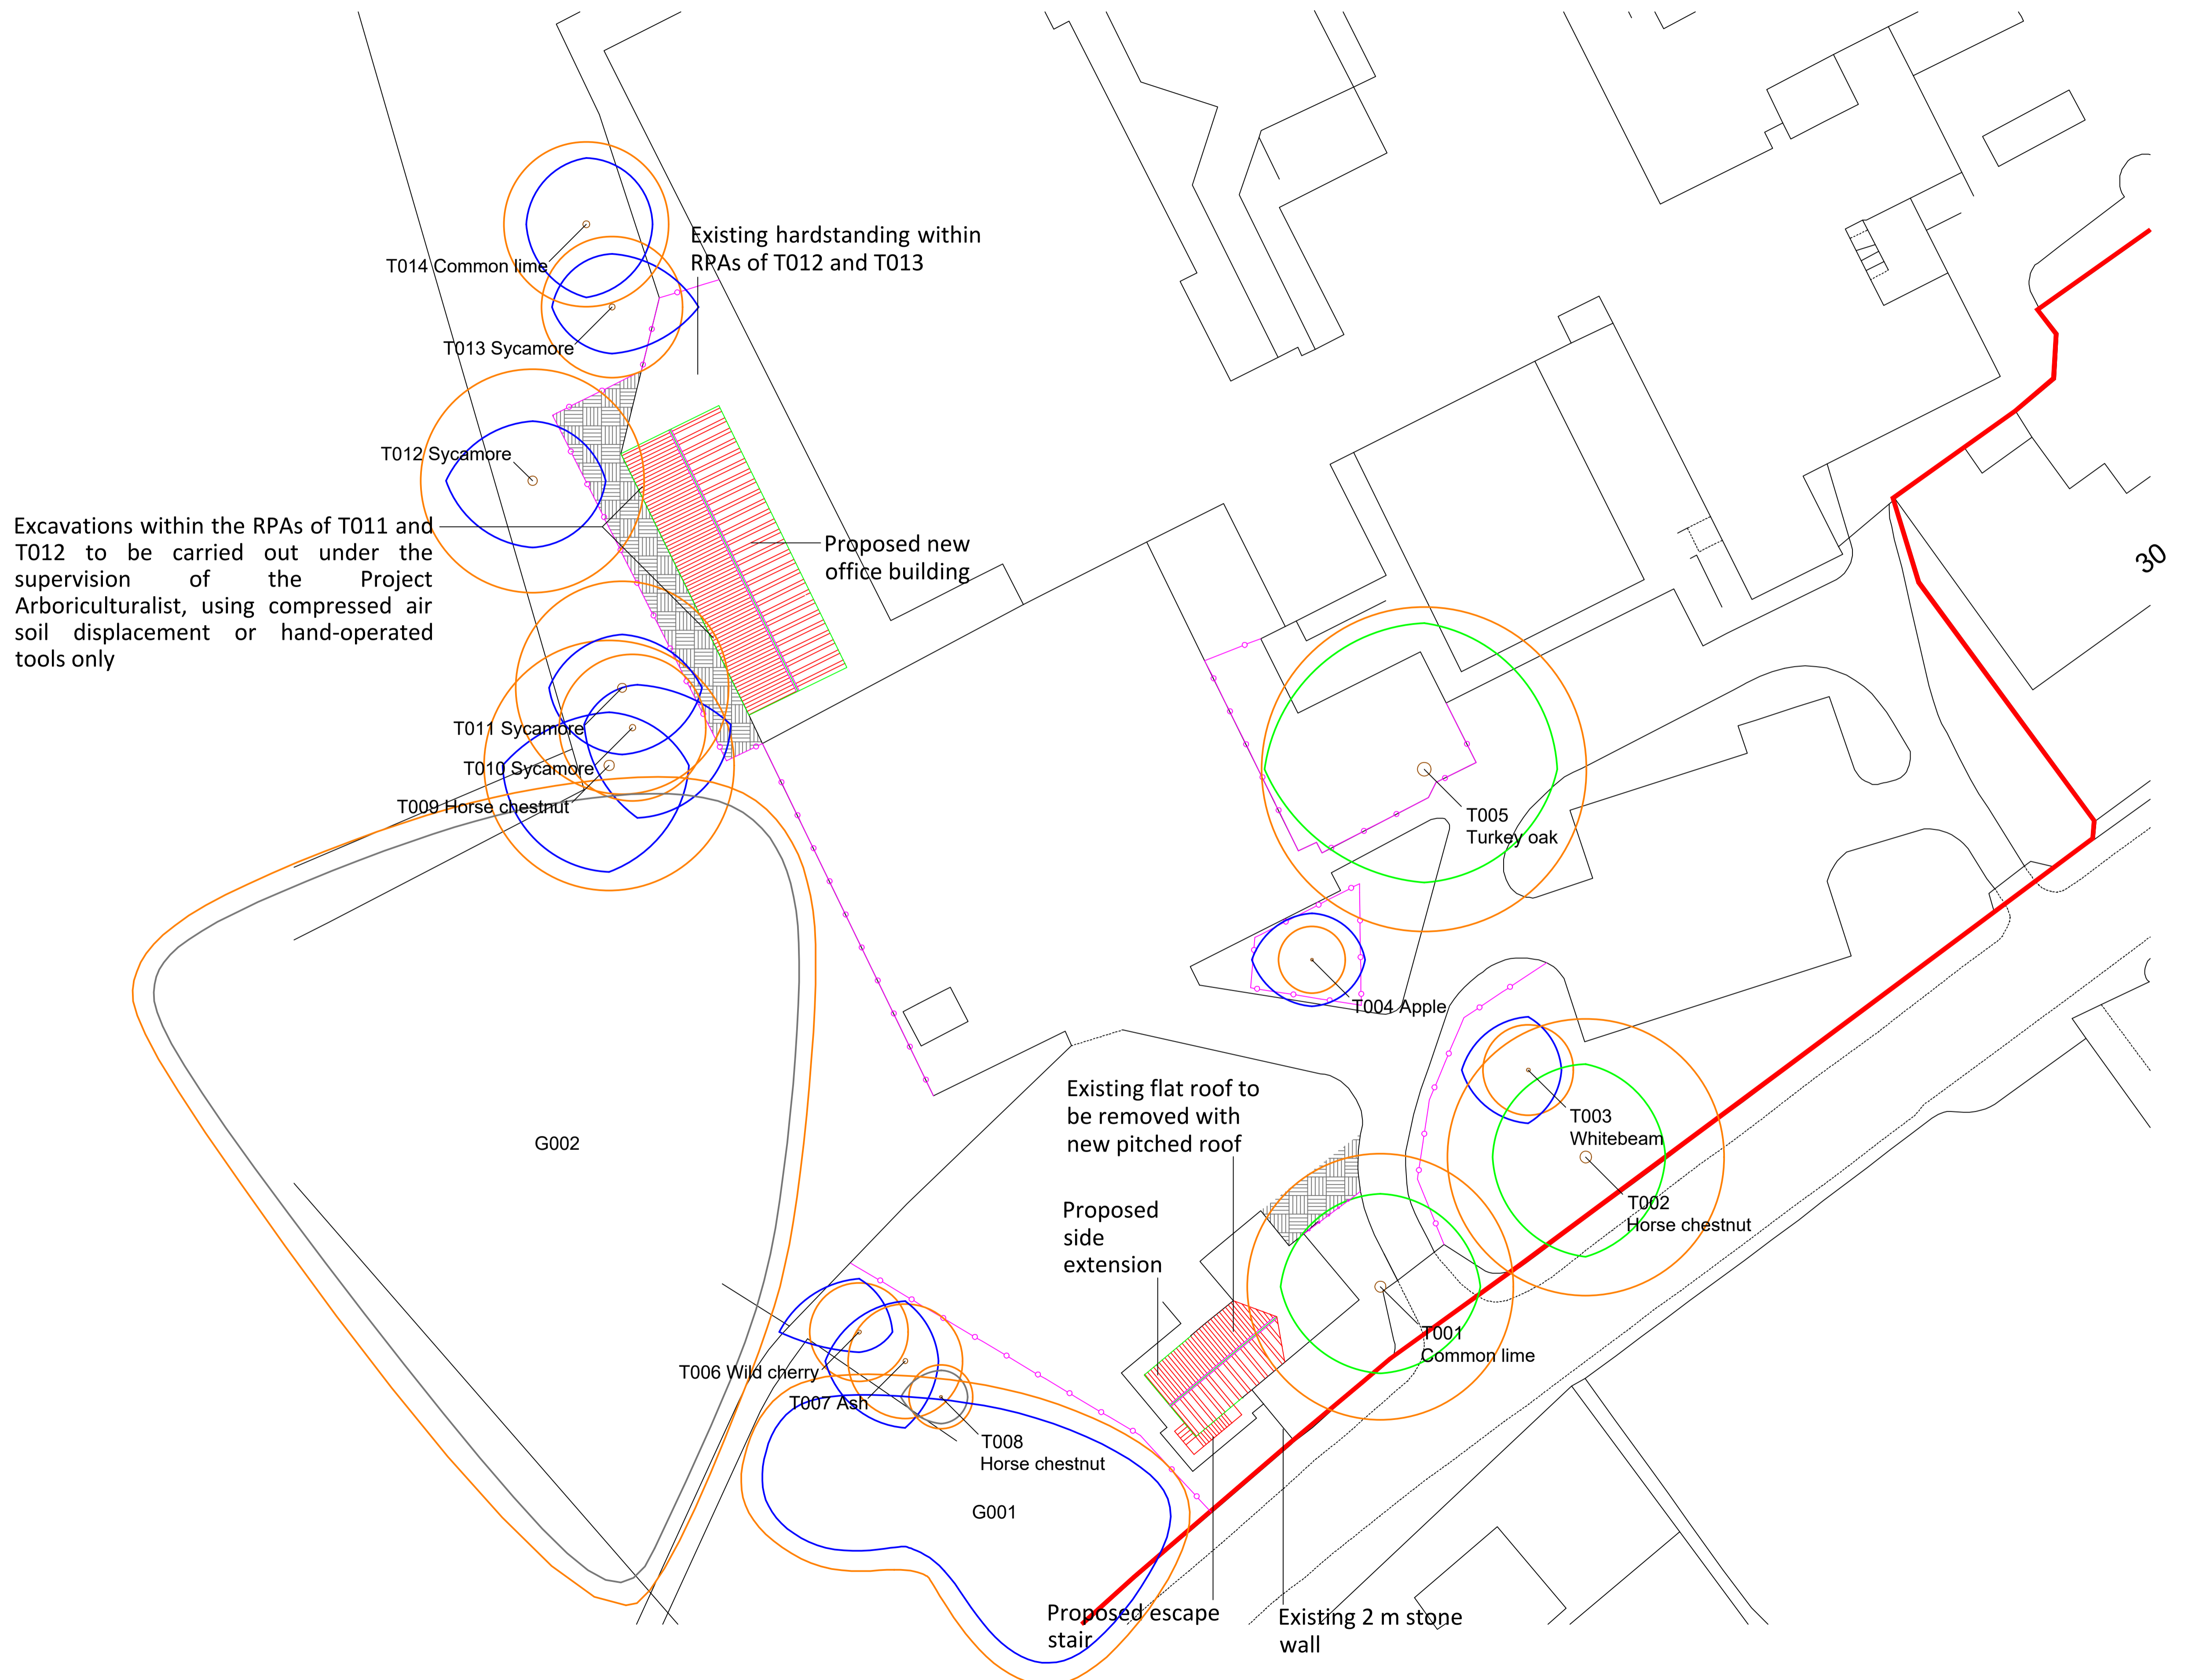 Existing hardstanding within
RPAs of T012 and T013
T014 Common lime
T013 Sycamore
T012 Sycamore
Excavations within the RPAs of T011 and
T012 to be carried out under the
supervision of the Project
Arboriculturalist, using compressed air
soil displacement or hand-operated
tools only
Proposed new
office building
30
T011 Sycamore
T010 Sycamore
T009 Horse chestnut
T005
Turkey oak
T004 Apple
Existing flat roof to
be removed with
new pitched roof
T003
Whitebeam
G002
T002
Horse chestnut
Proposed
side
extension
T001
Common lime
T006 Wild cherry
T007 Ash
T008
Horse chestnut
G001
Proposed escape
stair
Existing 2 m stone
wall